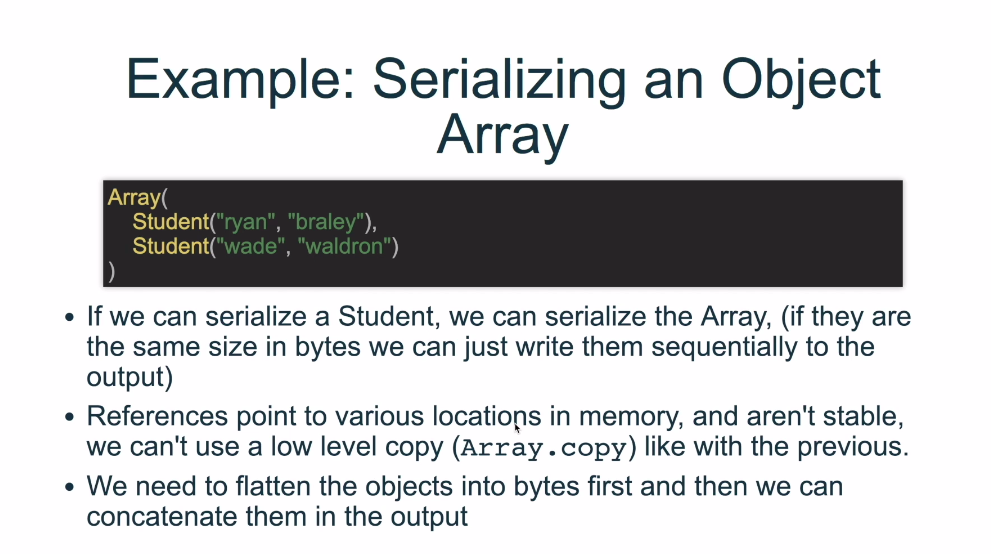 Example: Serializing an Object
Array
Array(
Student("ryan", "braley"),
Student("wade", "waldron")
)
• If we can serialize a Student, we can serialize the Array, (if they are
the same size in bytes we can just write them sequentially to the
output)
• References point to various locations in memory, and aren't stable,
we can't use a low level copy (Array.copy) like with the previous.
• We need to flatten the objects into bytes first and then we can
concatenate them in the output